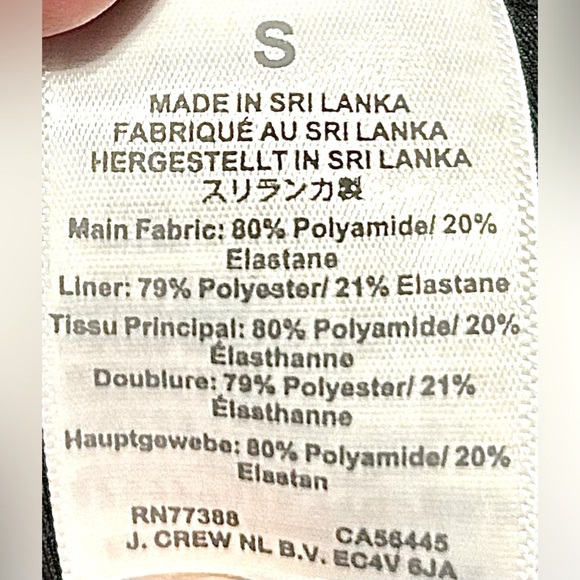 S
MADE IN SRI LANKA
FABRIQUÉ AU SRI LANKA
HERGESTELLT IN SRI LANKA
スリランカ製
Main Fabric: 80% Polyamide/ 20%
Elastane
Liner: 79% Polyester/ 21% Elastane
Tissu Principal: 80% Polyamide/ 20%
Élasthanne
Doublure: 79% Polyester/ 21%
Élasthanne
Hauptgewebe: 80% Polyamide/ 20%
Elastan
RN77388 CA56445
J. CREW NL B.V. EC4V 6JA